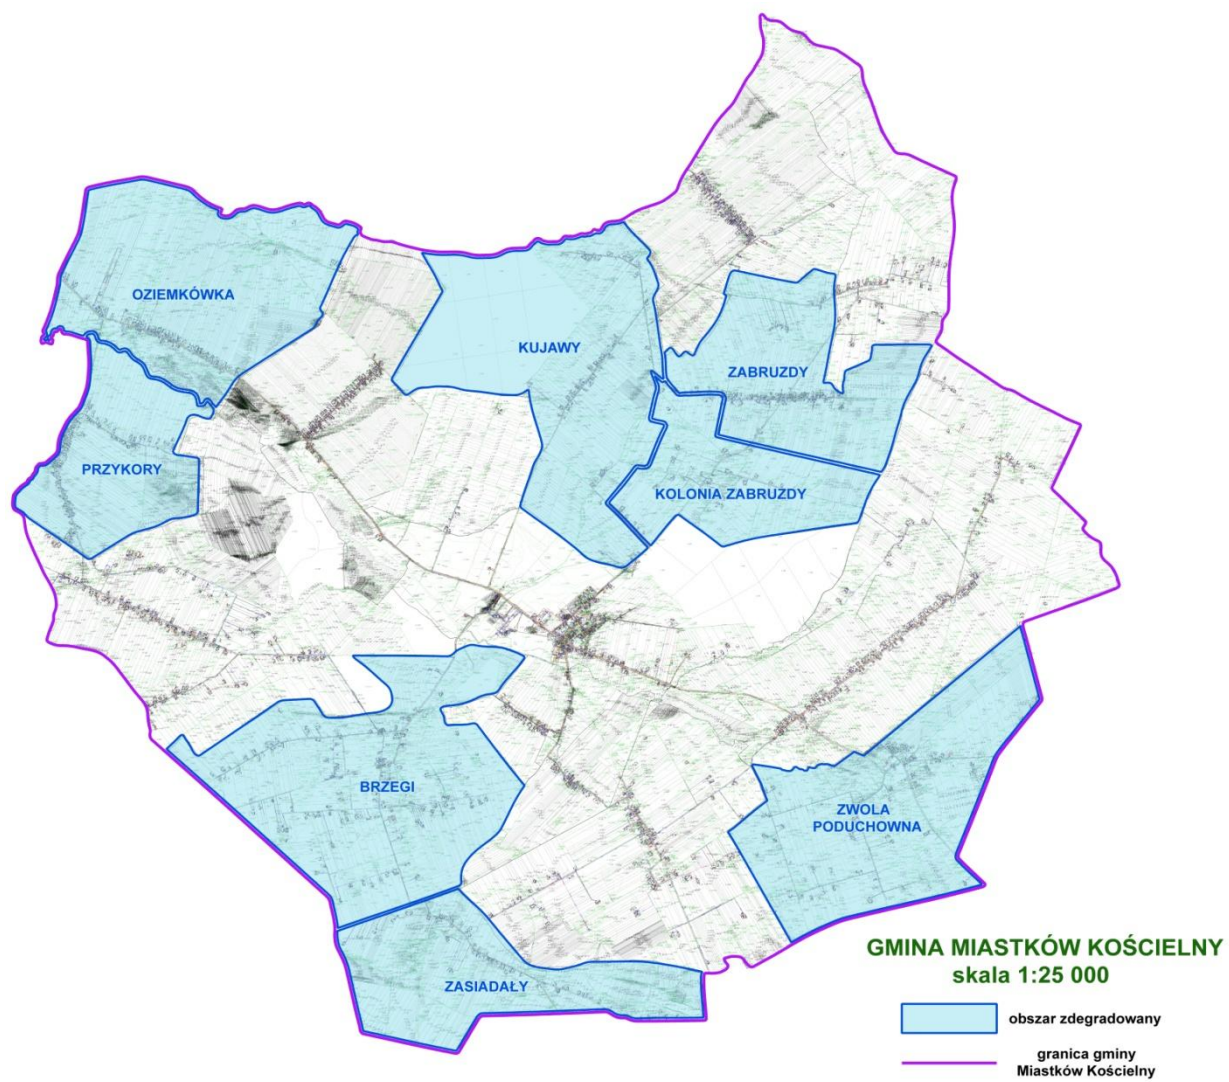 OZIEMKÓWKA
KUJAWY
ZABRUZDY
PRZYKORY
KOLONIA ZABRUZDY
BRZEGI
ZWOLA
PODUCHOWNA
ZASIADAŁY
GMINA MIASTKÓW KOŚCIELNY
skala 1:25 000
obszar zdegradowany
granica gminy
Miastków Kościelny